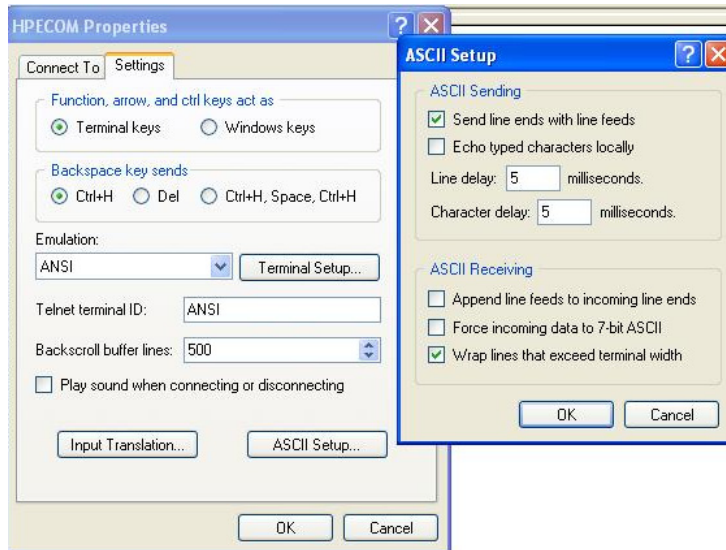 HPECOM Properties
Connect To Settings
Function, arrow, and ctrl keys act as
Terminal keys Windows keys
Backspace key sends
Ctrl+H Del Ctrl+H, Space, Ctrl+H
Emulation:
ANSI Terminal Setup...
Telnet terminal ID: ANSI
Backscroll buffer lines: 500
Play sound when connecting or disconnecting
Input Translation... ASCII Setup...
OK Cancel
ASCII Setup
ASCII Sending
Send line ends with line feeds
Echo typed characters locally
Line delay: 5 milliseconds.
Character delay: 5 milliseconds.
ASCII Receiving
Append line feeds to incoming line ends
Force incoming data to 7-bit ASCII
Wrap lines that exceed terminal width
OK Cancel